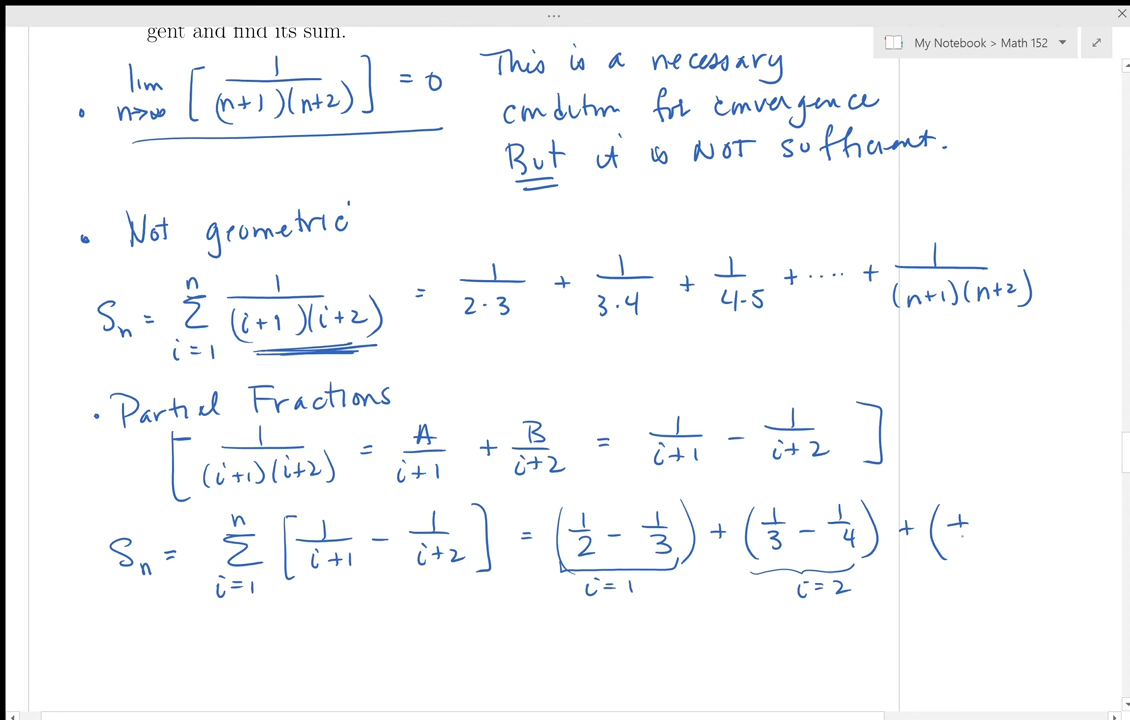 gent and find its sum.
My Notebook > Math 152
• lim n→∞ [ 1/((n+1)(n+2)) ] = 0
This is a necessary
condition for convergence
But it is NOT sufficient.
• Not geometric
Sₙ = Σ_{i=1}^{n} 1/((i+1)(i+2)) = 1/(2·3) + 1/(3·4) + 1/(4·5) + ···· + 1/((n+1)(n+2))
• Partial Fractions
[ 1/((i+1)(i+2)) = A/(i+1) + B/(i+2) = 1/(i+1) − 1/(i+2) ]
Sₙ = Σ_{i=1}^{n} [ 1/(i+1) − 1/(i+2) ] = (1/2 − 1/3) + (1/3 − 1/4) + (
i=1 i=2